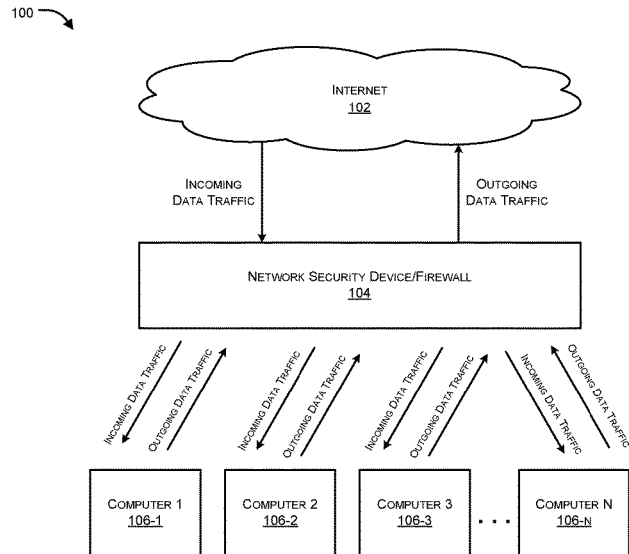 100
INTERNET
102
INCOMING
DATA TRAFFIC
OUTGOING
DATA TRAFFIC
NETWORK SECURITY DEVICE/FIREWALL
104
INCOMING DATA TRAFFIC
OUTGOING DATA TRAFFIC
INCOMING DATA TRAFFIC
OUTGOING DATA TRAFFIC
INCOMING DATA TRAFFIC
OUTGOING DATA TRAFFIC
INCOMING DATA TRAFFIC
OUTGOING DATA TRAFFIC
COMPUTER 1
106-1
COMPUTER 2
106-2
COMPUTER 3
106-3
. . .
COMPUTER N
106-N